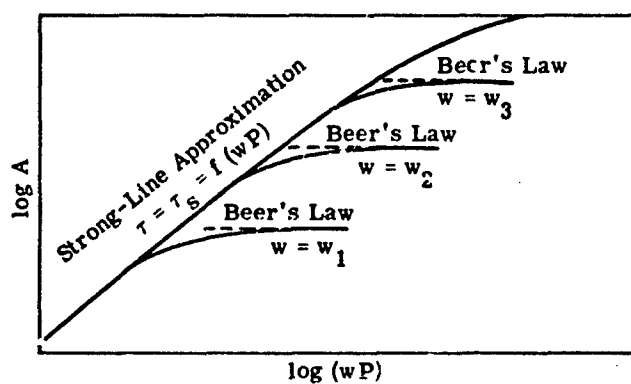 Becr's Law
w = w3
Beer's Law
w = w2
Strong-Line Approximation
τ = τs = f (wP)
Beer's Law
w = w1
log A
log (wP)